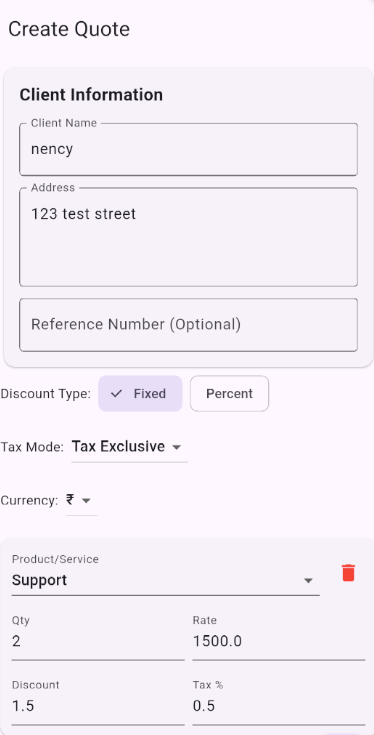 Create Quote
Client Information
Client Name
nency
Address
123 test street
Reference Number (Optional)
Discount Type: Fixed Percent
Tax Mode: Tax Exclusive
Currency: ₹
Product/Service
Support
Qty Rate
2 1500.0
Discount Tax %
1.5 0.5